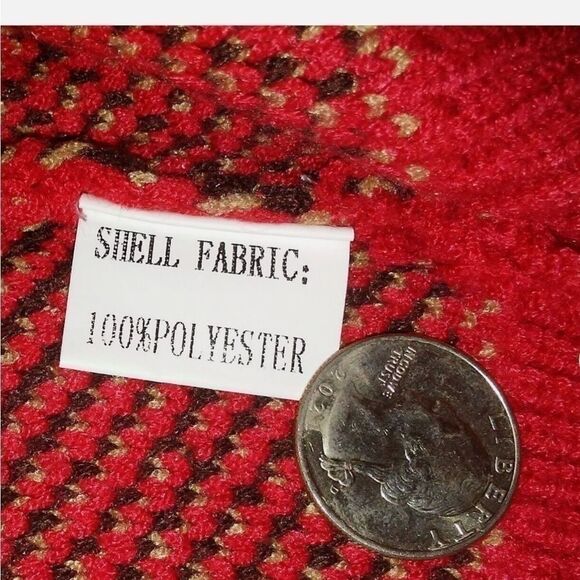 SHELL FABRIC:
100%POLYESTER
LIBERTY
IN GOD WE
TRUST